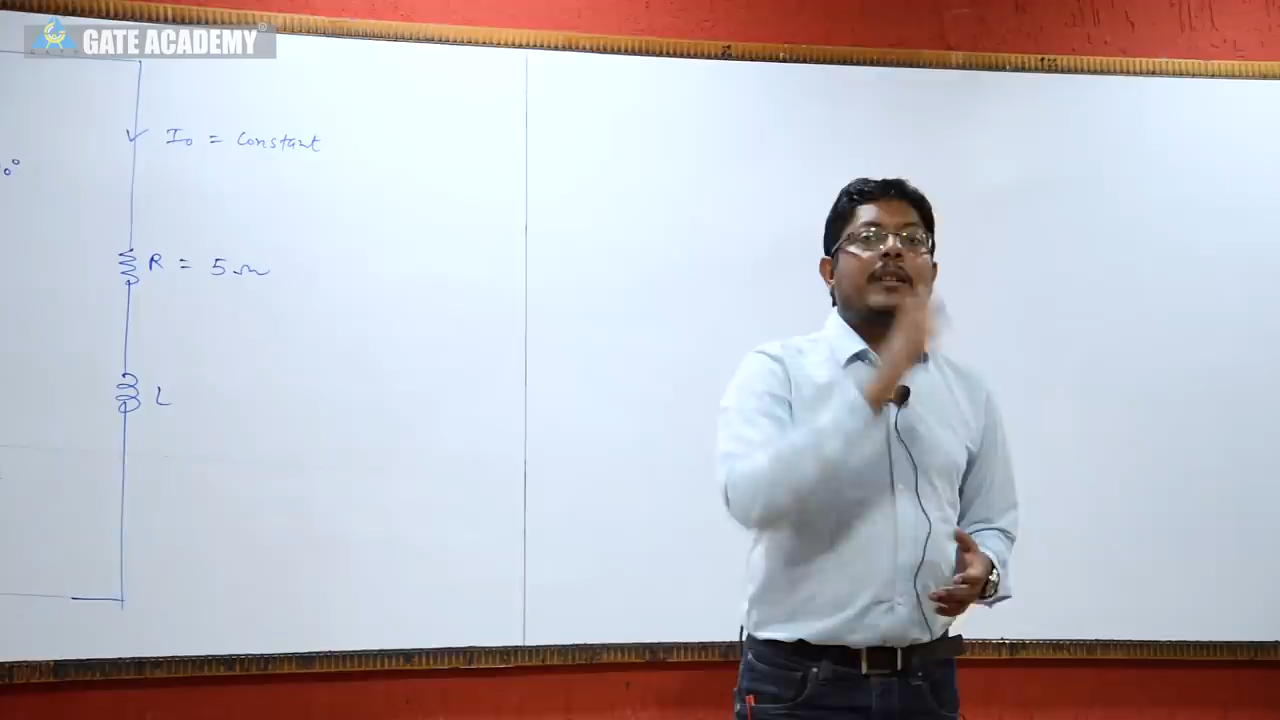 GATE ACADEMY®
I₀ = Constant
R = 5 Ω
L